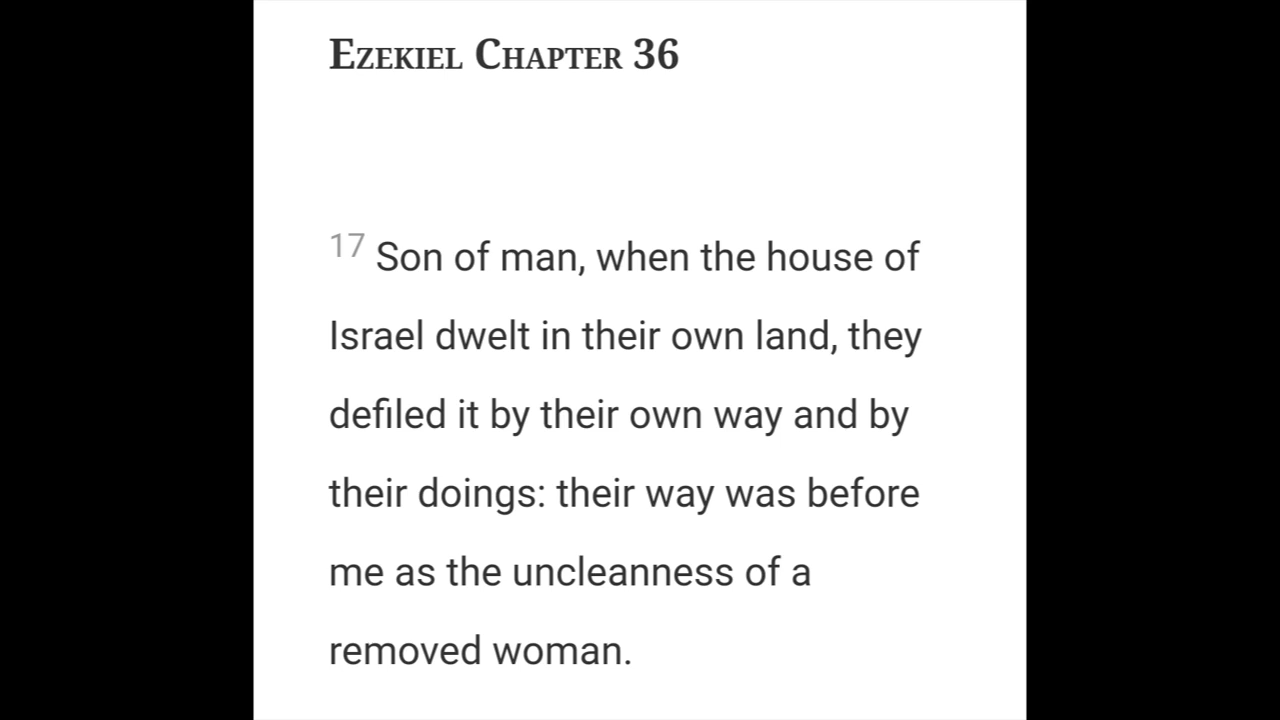 Ezekiel Chapter 36
17 Son of man, when the house of
Israel dwelt in their own land, they
defiled it by their own way and by
their doings: their way was before
me as the uncleanness of a
removed woman.